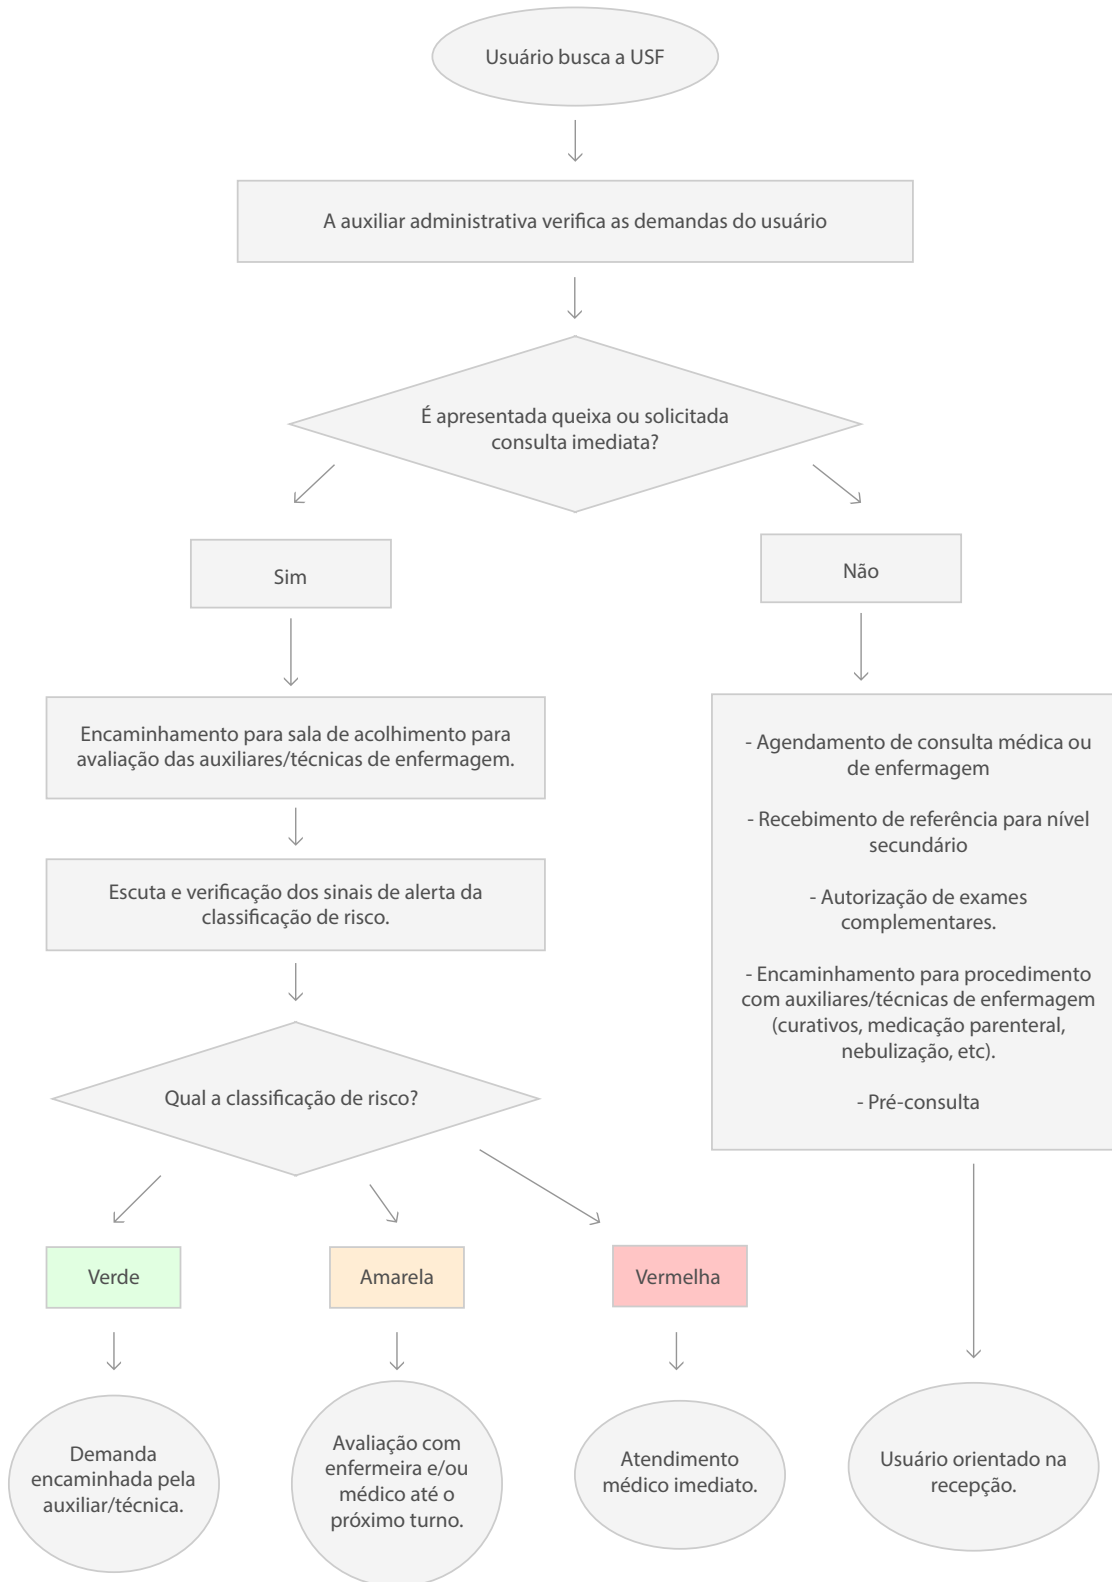 Usuário busca a USF
A auxiliar administrativa verifica as demandas do usuário
É apresentada queixa ou solicitada
consulta imediata?
Sim
Não
Encaminhamento para sala de acolhimento para
avaliação das auxiliares/técnicas de enfermagem.
Escuta e verificação dos sinais de alerta da
classificação de risco.
- Agendamento de consulta médica ou
de enfermagem
- Recebimento de referência para nível
secundário
- Autorização de exames
complementares.
- Encaminhamento para procedimento
com auxiliares/técnicas de enfermagem
(curativos, medicação parenteral,
nebulização, etc).
- Pré-consulta
Qual a classificação de risco?
Verde
Amarela
Vermelha
Demanda
encaminhada pela
auxiliar/técnica.
Avaliação com
enfermeira e/ou
médico até o
próximo turno.
Atendimento
médico imediato.
Usuário orientado na
recepção.